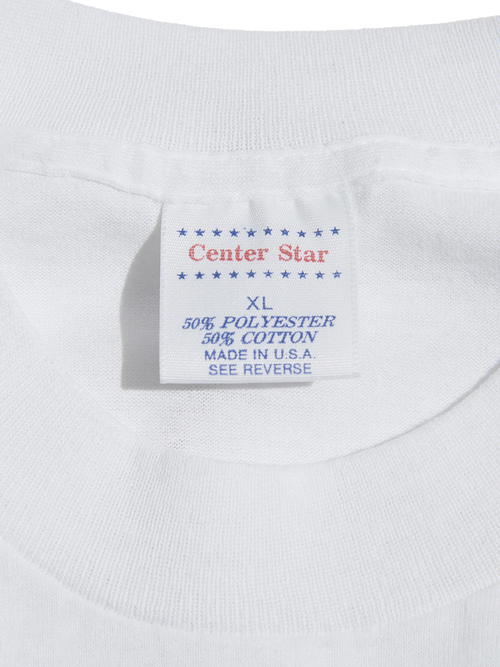 Center Star
XL
50% POLYESTER
50% COTTON
MADE IN U.S.A.
SEE REVERSE